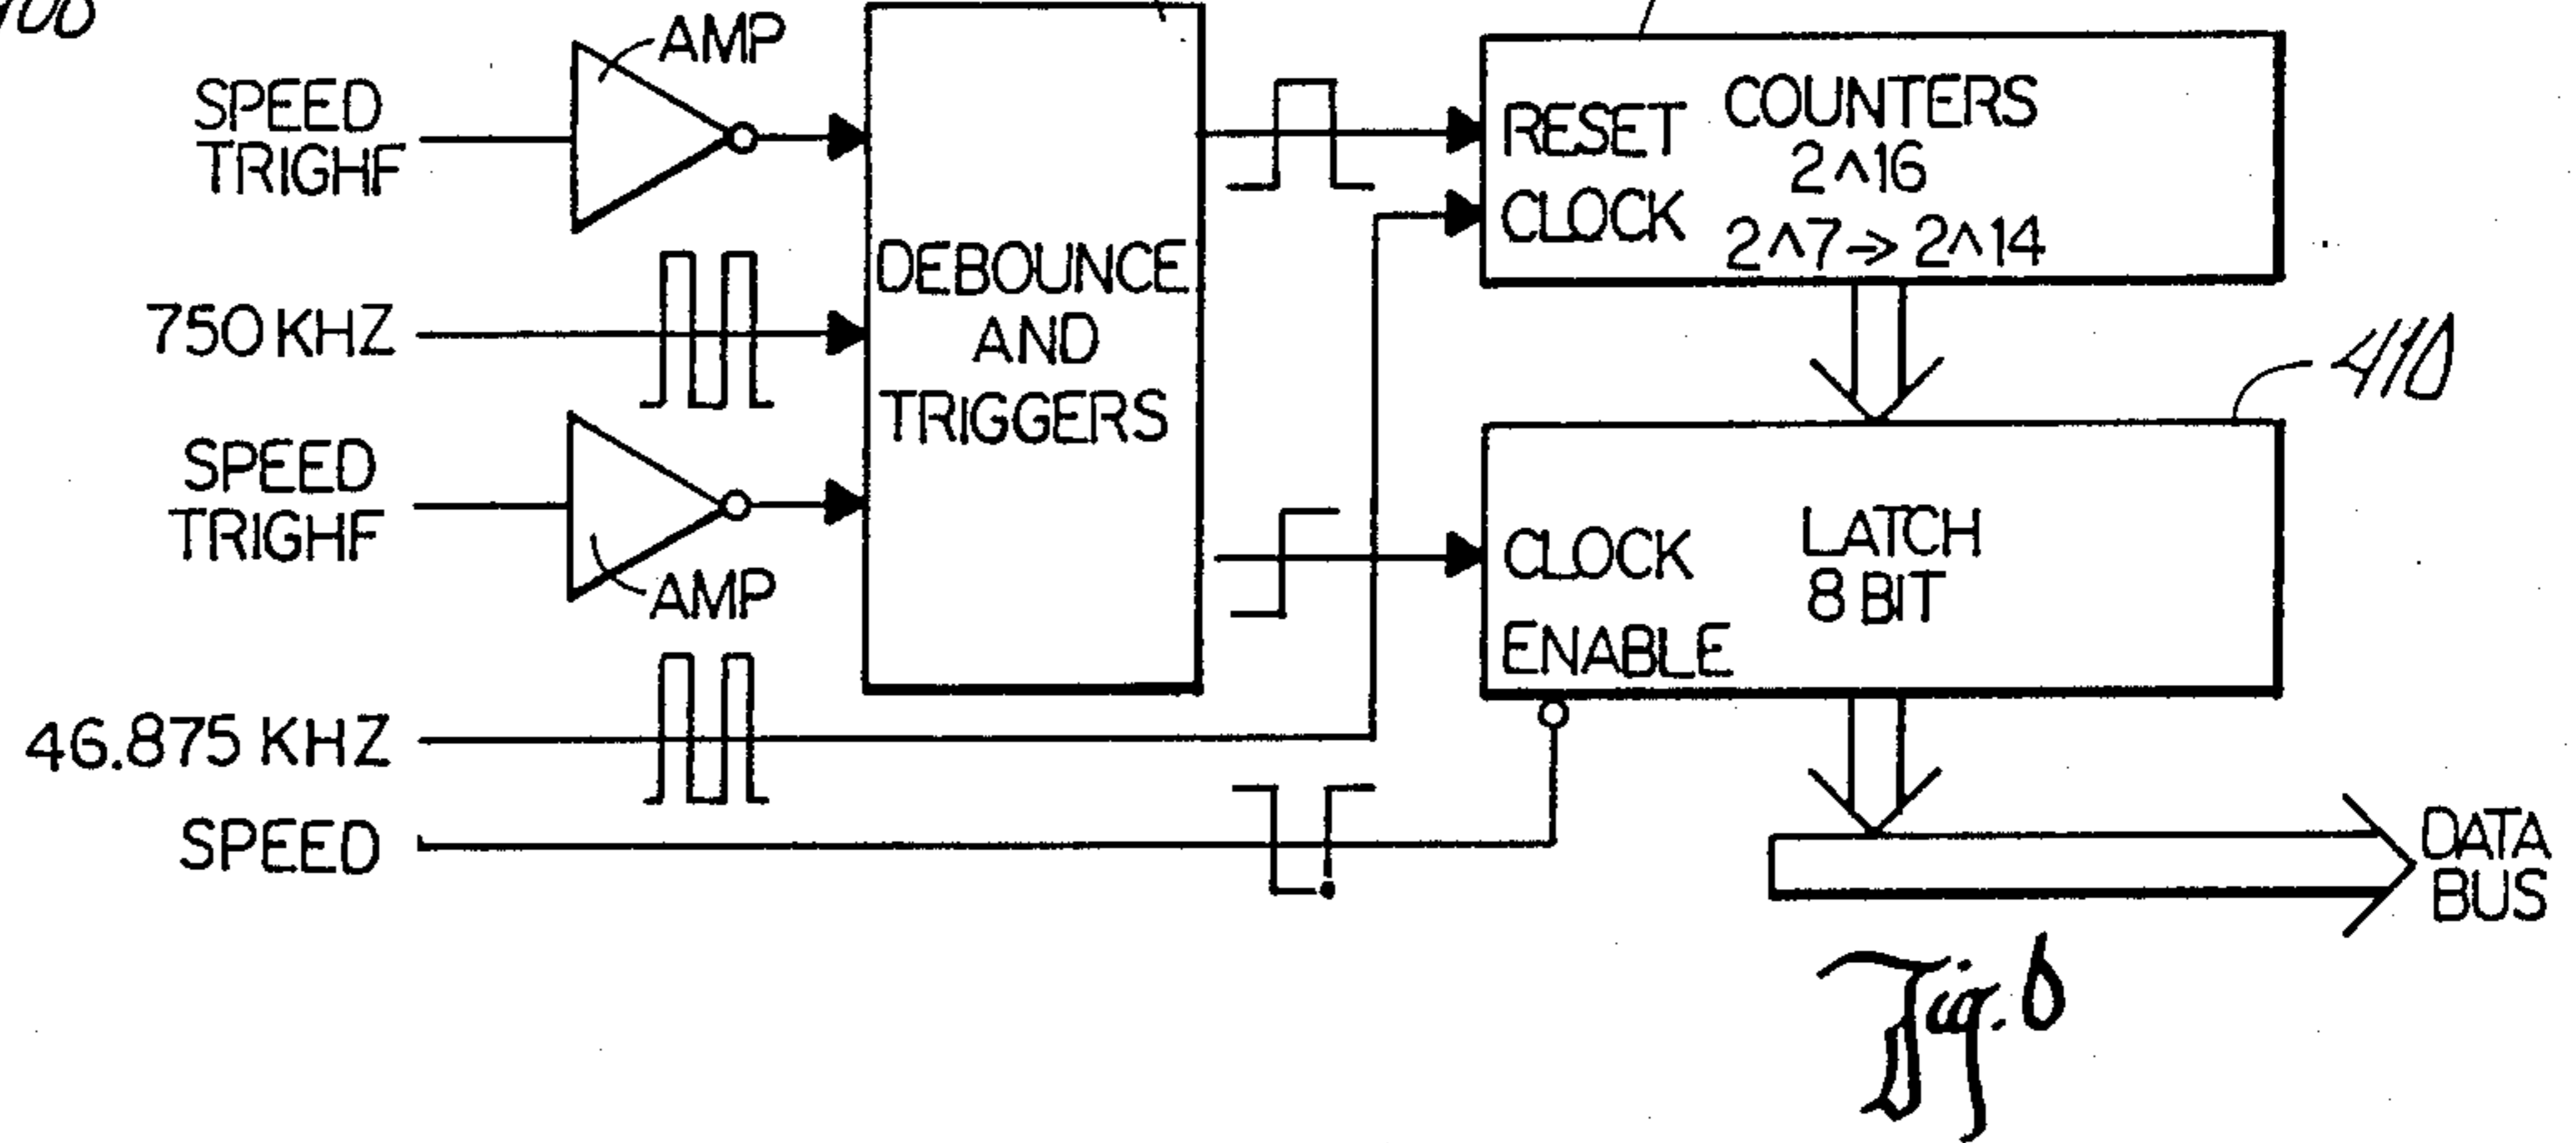 AMP
SPEED
TRIGHF
750 KHZ
SPEED
TRIGHF
AMP
46.875 KHZ
SPEED
DEBOUNCE
AND
TRIGGERS
RESET
CLOCK
COUNTERS
2^16
2^7→ 2^14
410
CLOCK
ENABLE
LATCH
8 BIT
DATA
BUS
Fig. 6